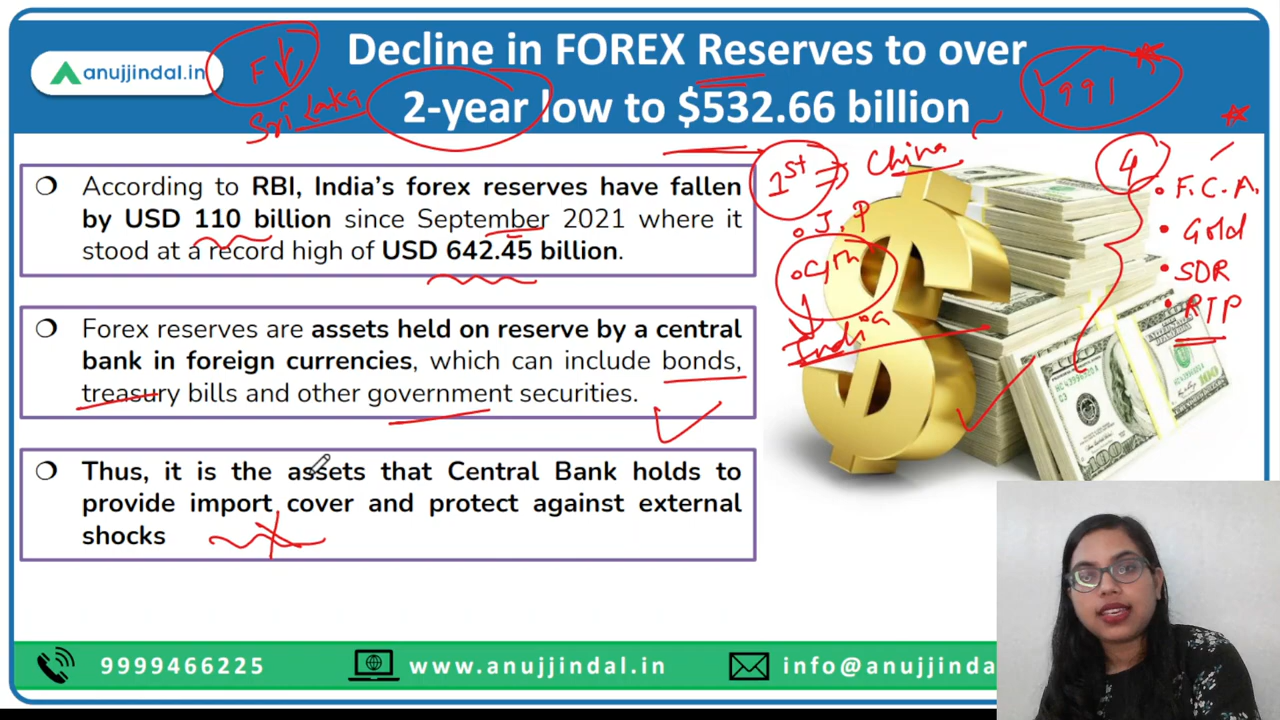 anujjindal.in
Decline in FOREX Reserves to over
2-year low to $532.66 billion
F↓
Sri Lanka
1991
According to RBI, India's forex reserves have fallen
by USD 110 billion since September 2021 where it
stood at a record high of USD 642.45 billion.
Forex reserves are assets held on reserve by a central
bank in foreign currencies, which can include bonds,
treasury bills and other government securities.
Thus, it is the assets that Central Bank holds to
provide import cover and protect against external
shocks
1st ⇒ China
• J.P
• 4th
India
4
• F.C.A.
• Gold
• SDR
• RTP
100
9999466225
www.anujjindal.in
info@anujjinda